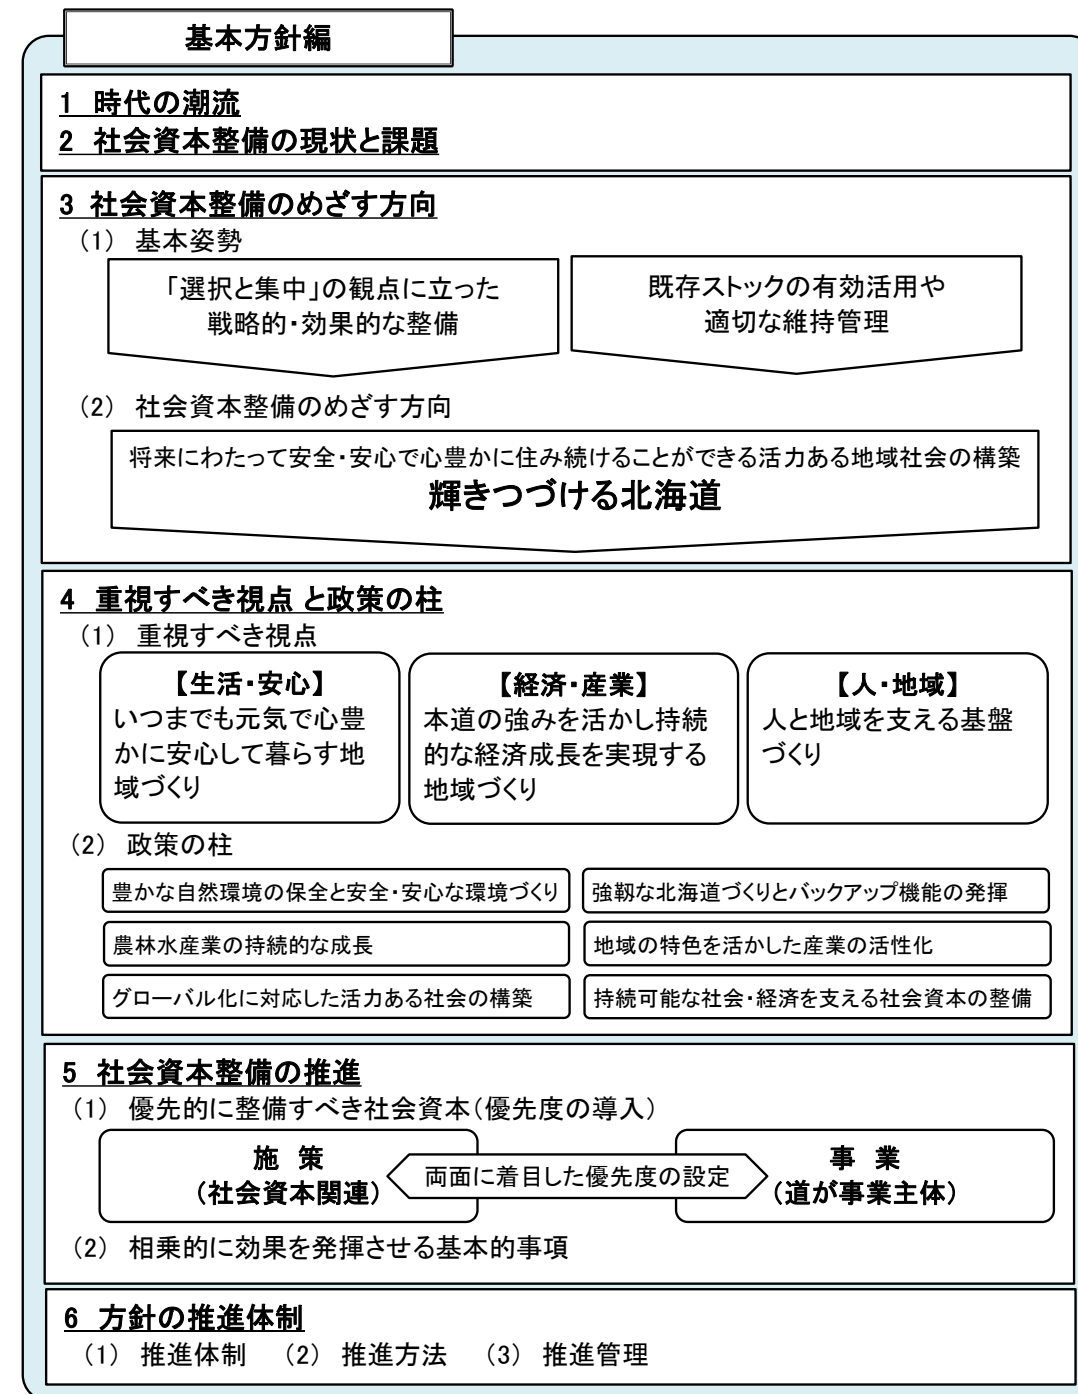 基本方針編
1 時代の潮流
2 社会資本整備の現状と課題
3 社会資本整備のめざす方向
（1） 基本姿勢
「選択と集中」の観点に立った
戦略的・効果的な整備
既存ストックの有効活用や
適切な維持管理
（2） 社会資本整備のめざす方向
将来にわたって安全・安心で心豊かに住み続けることができる活力ある地域社会の構築
輝きつづける北海道
4 重視すべき視点 と政策の柱
（1） 重視すべき視点
【生活・安心】
いつまでも元気で心豊
かに安心して暮らす地
域づくり
【経済・産業】
本道の強みを活かし持続
的な経済成長を実現する
地域づくり
【人・地域】
人と地域を支える基盤
づくり
（2） 政策の柱
豊かな自然環境の保全と安全・安心な環境づくり
強靱な北海道づくりとバックアップ機能の発揮
農林水産業の持続的な成長
地域の特色を活かした産業の活性化
グローバル化に対応した活力ある社会の構築
持続可能な社会・経済を支える社会資本の整備
5 社会資本整備の推進
（1） 優先的に整備すべき社会資本（優先度の導入）
施 策
（社会資本関連）
両面に着目した優先度の設定
事 業
（道が事業主体）
（2） 相乗的に効果を発揮させる基本的事項
6 方針の推進体制
（1） 推進体制 （2） 推進方法 （3） 推進管理